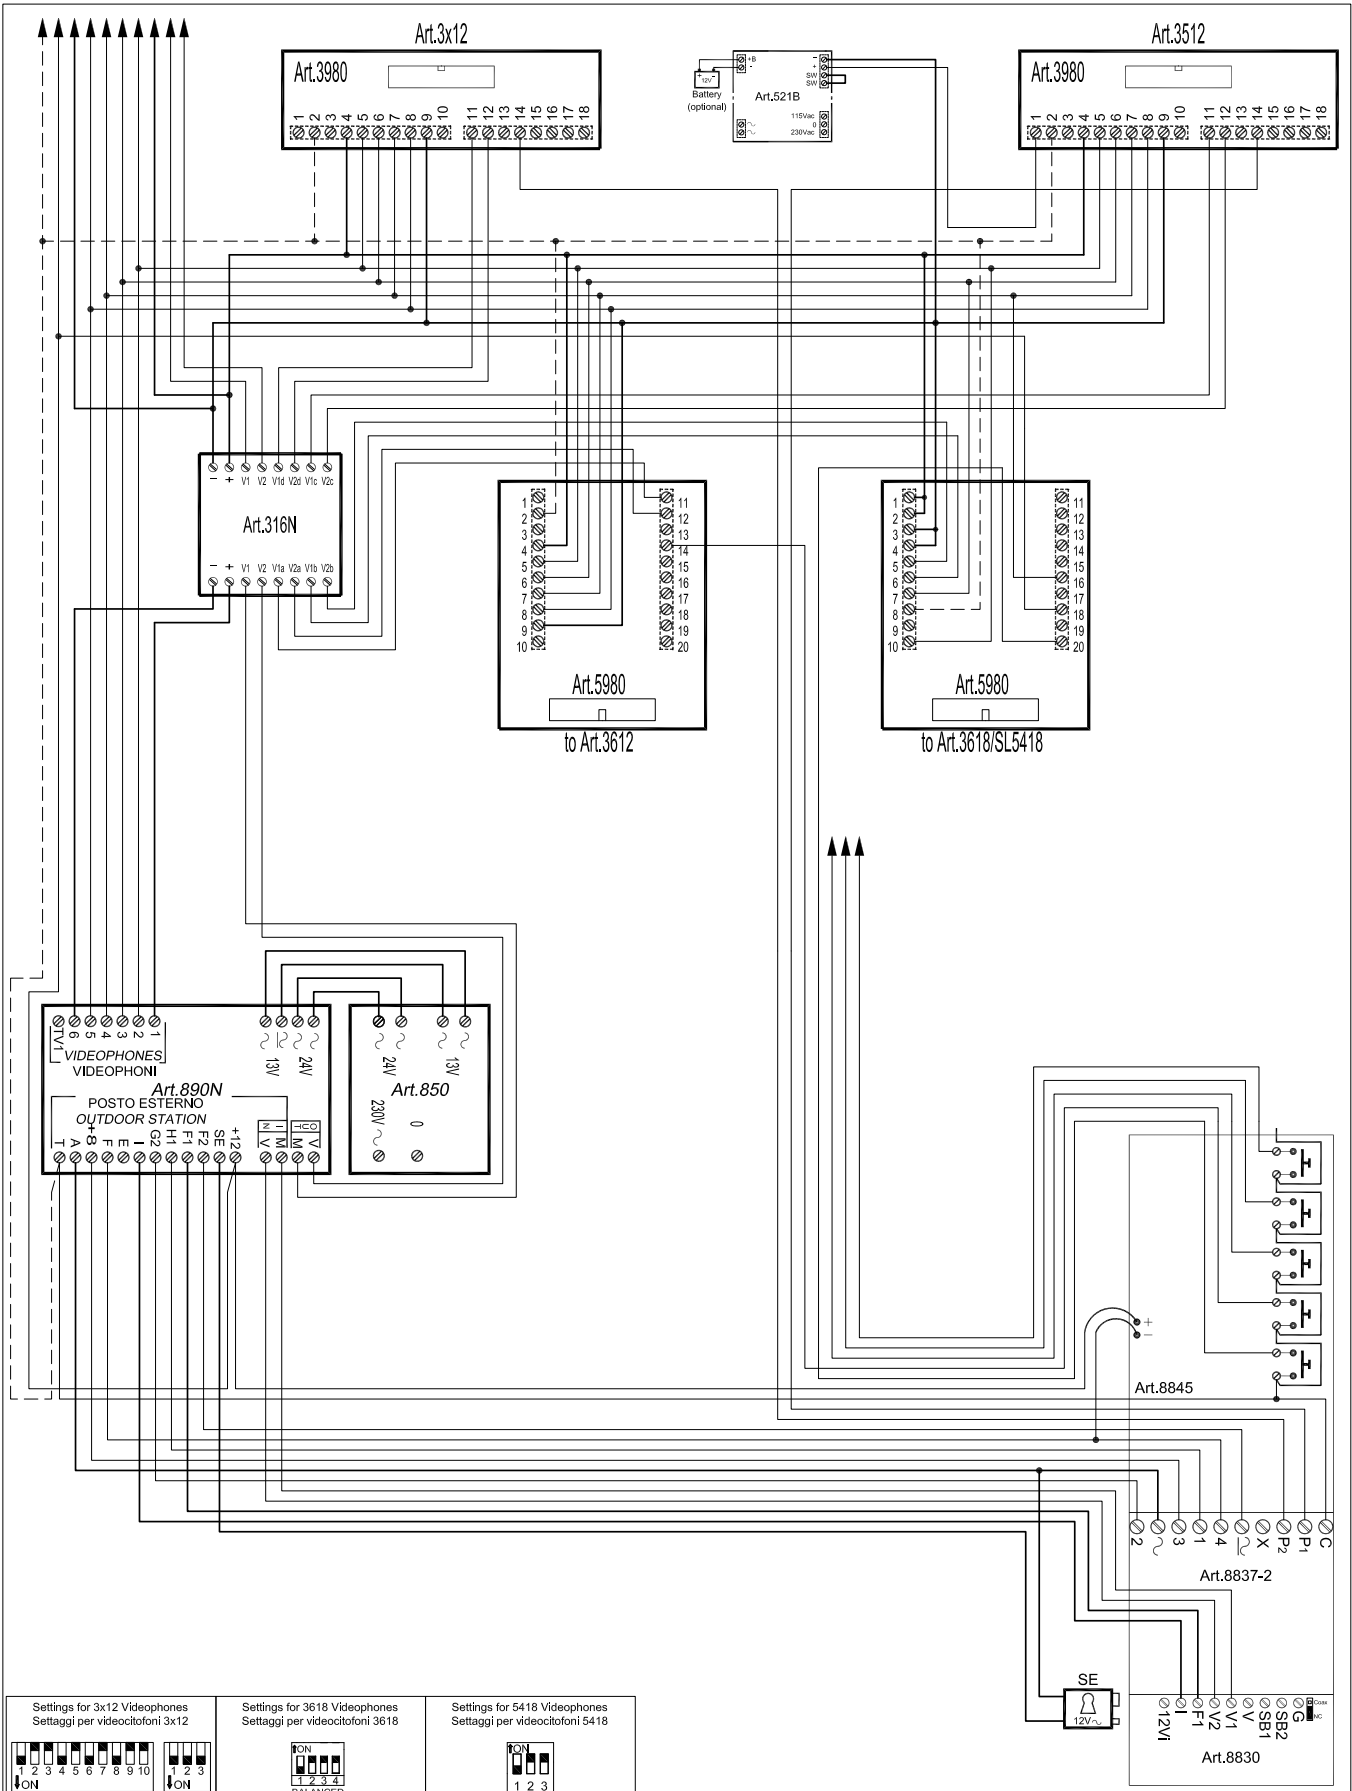 Art.3x12
Art.3980
1 2 3 4 5 6 7 8 9 10 11 12 13 14 15 16 17 18
+B
-
12V
Battery
(optional)
Art.521B
-
+
SW
SW
115Vac
0
230Vac
Art.3512
Art.3980
1 2 3 4 5 6 7 8 9 10 11 12 13 14 15 16 17 18
- + V1 V2 V1d V2d V1c V2c
Art.316N
- + V1 V2 V1a V2a V1b V2b
1 2 3 4 5 6 7 8 9 10
11 12 13 14 15 16 17 18 19 20
Art.5980
to Art.3612
1 2 3 4 5 6 7 8 9 10
11 12 13 14 15 16 17 18 19 20
Art.5980
to Art.3618/SL5418
TV1 6 5 4 3 2 1
13V 24V
VIDEOPHONES
VIDEOPHONI
Art.890N
POSTO ESTERNO
OUTDOOR STATION
IN OUT
T A +8 F E I G2 H1 F1 F2 SE +12 V M M V
24V 13V
Art.850
230V ~ 0
+
-
Art.8845
2 ~ 3 1 4 X P2 P1 C
Art.8837-2
SE
12V~
12Vi I F1 V2 V1 V SB1 SB2 G
Coax
NC
Art.8830
Settings for 3x12 Videophones
Settaggi per videocitofoni 3x12
1 2 3 4 5 6 7 8 9 10
ON
1 2 3
ON
Settings for 3618 Videophones
Settaggi per videocitofoni 3618
ON
1 2 3 4
BALANCED
Settings for 5418 Videophones
Settaggi per videocitofoni 5418
ON
1 2 3